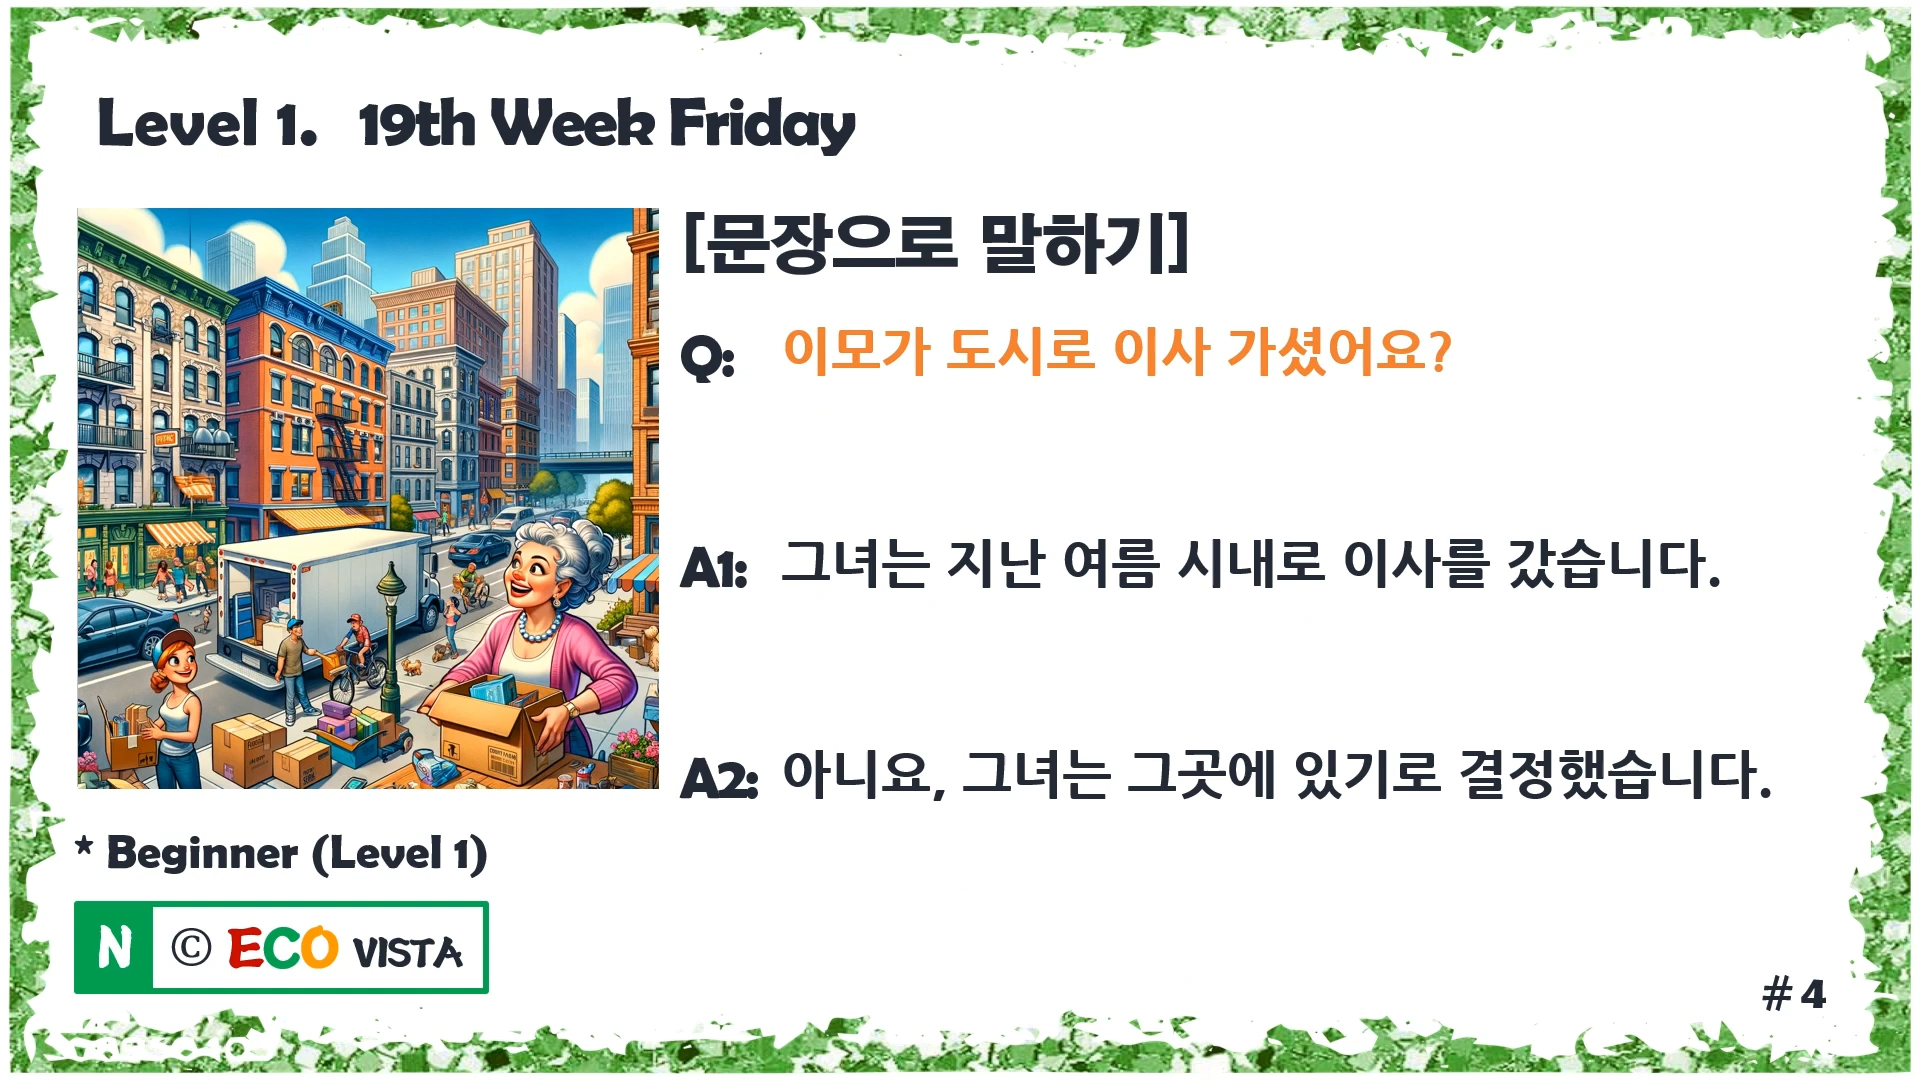 Level 1. 19th Week Friday
[문장으로 말하기]
Q: 이모가 도시로 이사 가셨어요?
A1: 그녀는 지난 여름 시내로 이사를 갔습니다.
A2: 아니요, 그녀는 그곳에 있기로 결정했습니다.
* Beginner (Level 1)
N © ECO VISTA
# 4